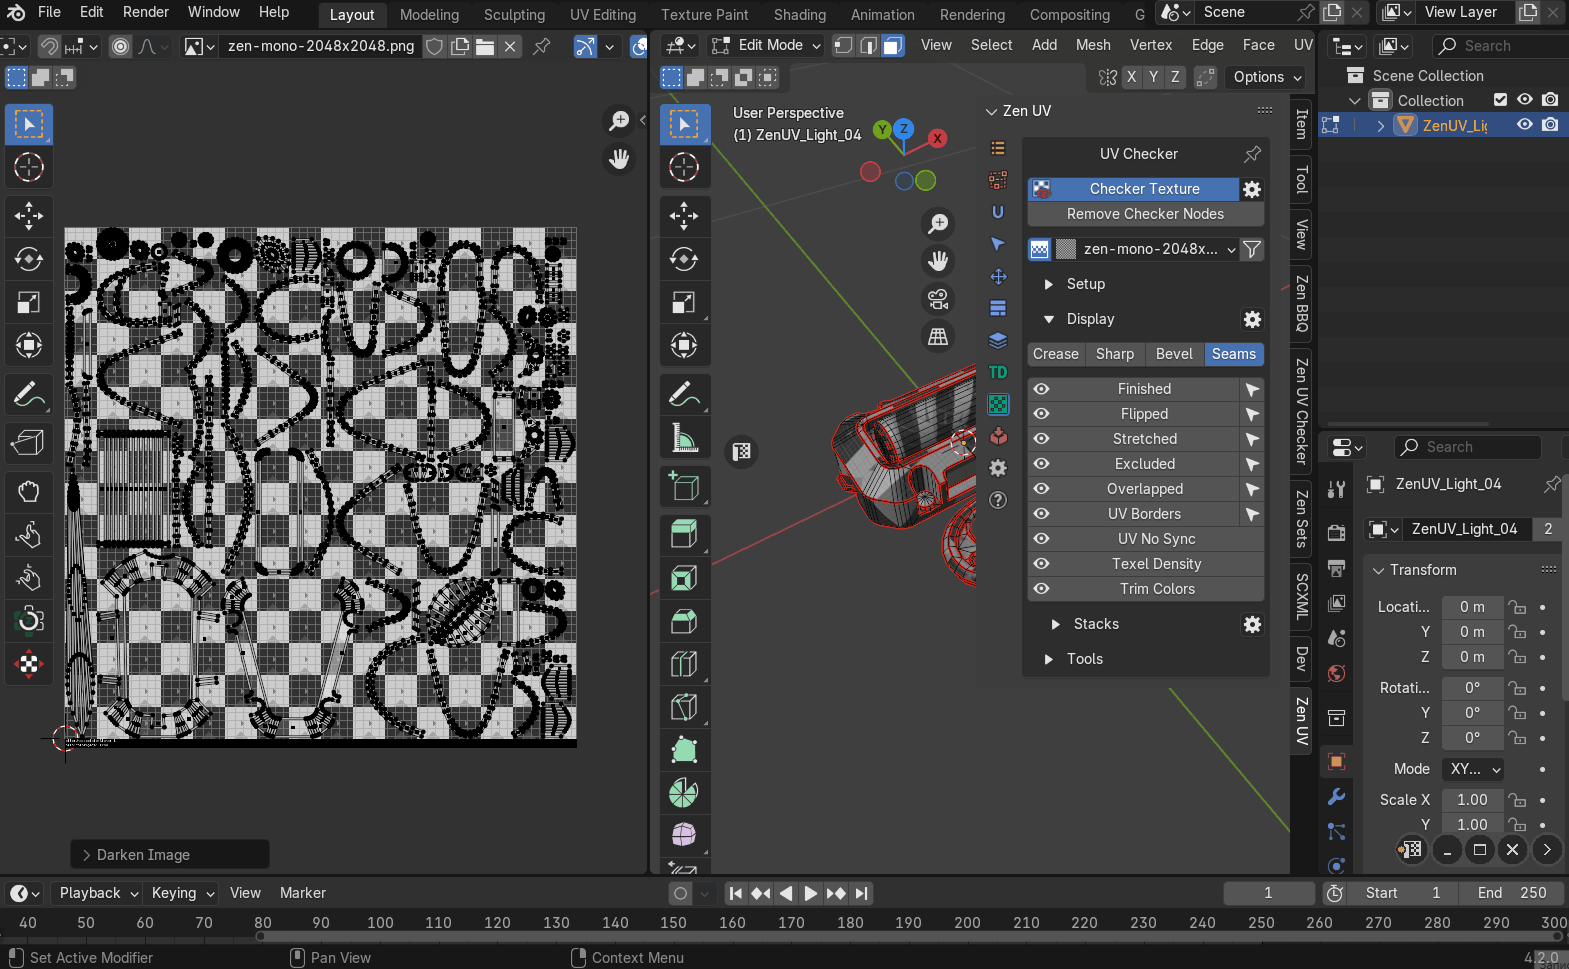 File Edit Render Window Help Layout Modeling Sculpting UV Editing Texture Paint Shading Animation Rendering Compositing G Scene View Layer
zen-mono-2048x2048.png Edit Mode View Select Add Mesh Vertex Edge Face UV Search
X Y Z Options Scene Collection
Collection
ZenUV_Li
User Perspective
(1) ZenUV_Light_04
Y Z X
Zen UV
UV Checker
Checker Texture
Remove Checker Nodes
zen-mono-2048x...
Setup
Display
Crease Sharp Bevel Seams
TD
Finished
Flipped
Stretched
Excluded
Overlapped
UV Borders
UV No Sync
Texel Density
Trim Colors
Stacks
Tools
Item
Tool
View
Zen BBQ
Zen UV Checker
Zen Sets
SCXML
Dev
Zen UV
Search
ZenUV_Light_04
ZenUV_Light_04 2
Transform
Locati... 0 m
Y 0 m
Z 0 m
Rotati... 0°
Y 0°
Z 0°
Mode XY...
Scale X 1.00
Y 1.00
Darken Image
Playback Keying View Marker 1 Start 1 End 250
40 50 60 70 80 90 100 110 120 130 140 150 160 170 180 190 200 210 220 230 240 250 260 270 280 290 300
Set Active Modifier Pan View Context Menu 4.2.0